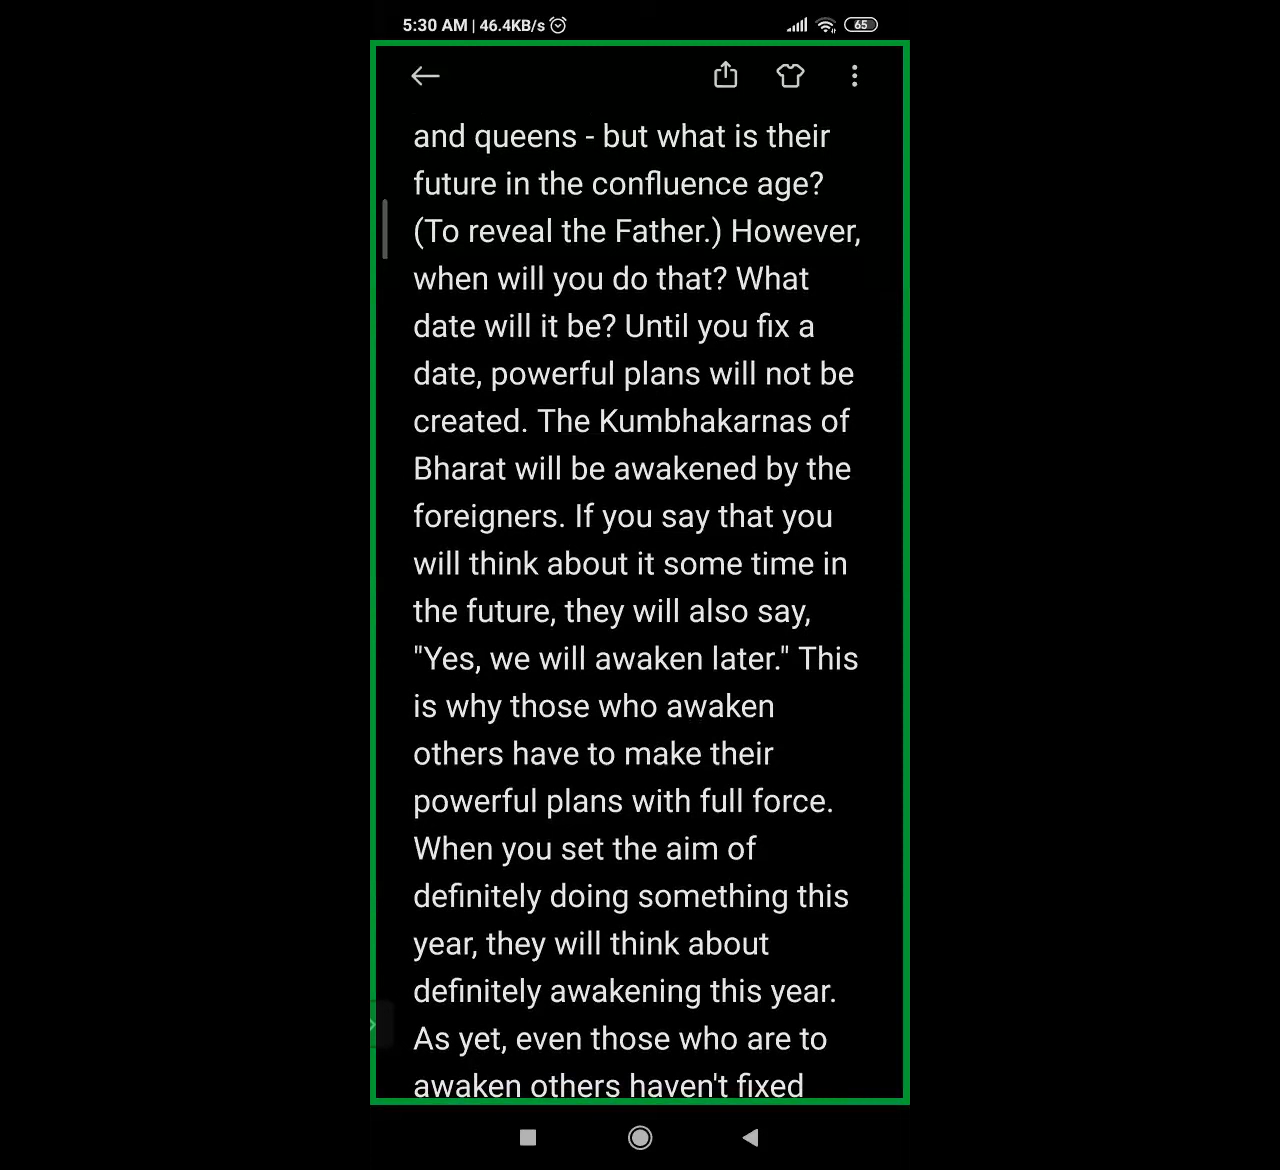 5:30 AM | 46.4KB/s
65
and queens - but what is their
future in the confluence age?
(To reveal the Father.) However,
when will you do that? What
date will it be? Until you fix a
date, powerful plans will not be
created. The Kumbhakarnas of
Bharat will be awakened by the
foreigners. If you say that you
will think about it some time in
the future, they will also say,
"Yes, we will awaken later." This
is why those who awaken
others have to make their
powerful plans with full force.
When you set the aim of
definitely doing something this
year, they will think about
definitely awakening this year.
As yet, even those who are to
awaken others haven't fixed